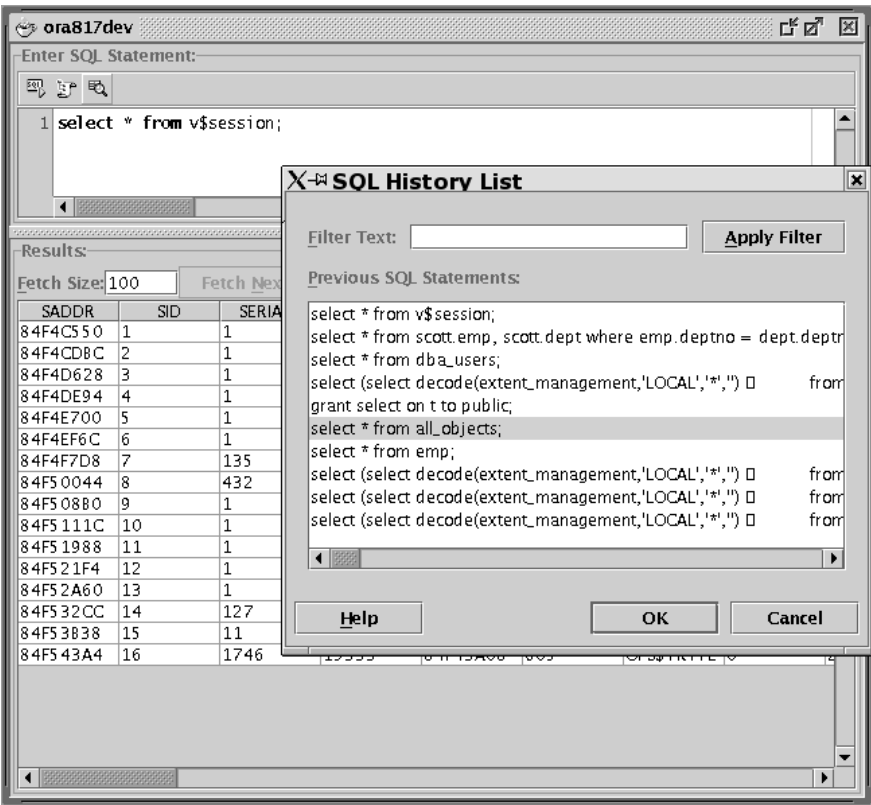 ora817dev
Enter SQL Statement:
SQL
1 select * from v$session;
SQL History List
Filter Text: Apply Filter
Previous SQL Statements:
select * from v$session;
select * from scott.emp, scott.dept where emp.deptno = dept.deptr
select * from dba_users;
select (select decode(extent_management,'LOCAL','*','') □ from
grant select on t to public;
select * from all_objects;
select * from emp;
select (select decode(extent_management,'LOCAL','*','') □ from
select (select decode(extent_management,'LOCAL','*','') □ from
select (select decode(extent_management,'LOCAL','*','') □ from
Help OK Cancel
Results:
Fetch Size: 100 Fetch Nex
SADDR SID SERIA
84F4C550 1 1
84F4CDBC 2 1
84F4D628 3 1
84F4DE94 4 1
84F4E700 5 1
84F4EF6C 6 1
84F4F7D8 7 135
84F50044 8 432
84F508B0 9 1
84F5111C 10 1
84F51988 11 1
84F521F4 12 1
84F52A60 13 1
84F532CC 14 127
84F53B38 15 11
84F543A4 16 1746